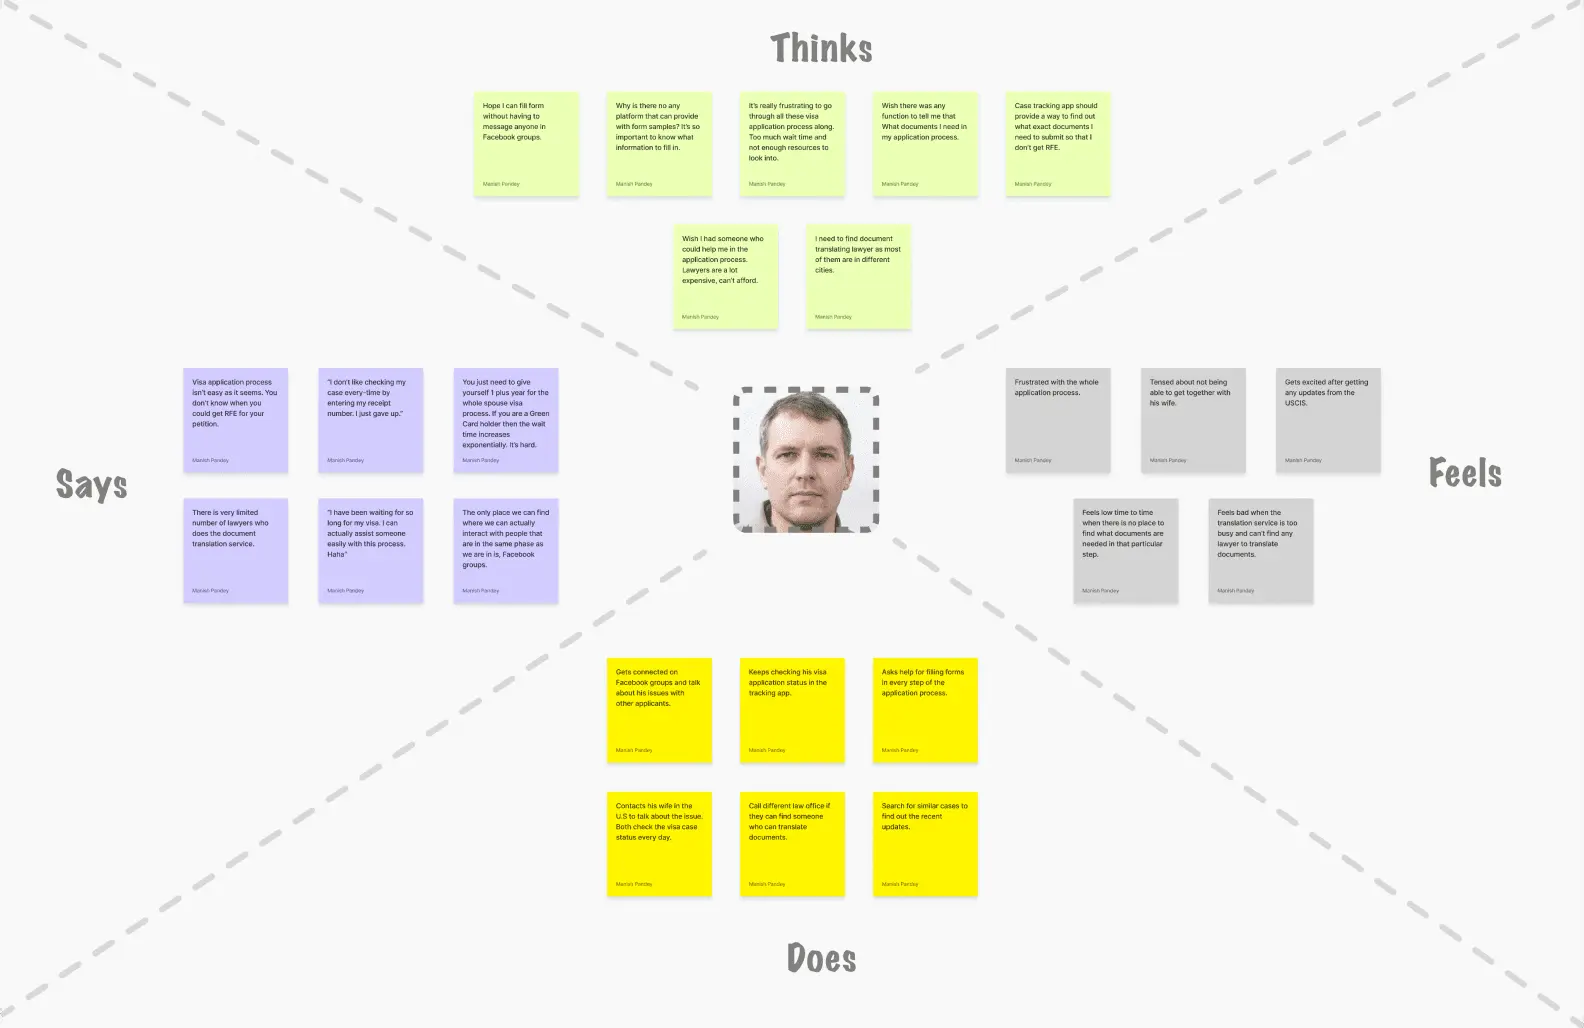 Thinks
Hope I can fill form
without having to
message anyone in
Facebook groups.
Manish Pandey
Why is there no any
platform that can provide
with form samples? It's so
important to know what
information to fill in.
Manish Pandey
It's really frustrating to go
through all these visa
application process along.
Too much wait time and
not enough resources to
look into.
Manish Pandey
Wish there was any
function to tell me that
What documents I need in
my application process.
Manish Pandey
Case tracking app should
provide a way to find out
what exact documents I
need to submit so that I
don't get RFE.
Manish Pandey
Wish I had someone who
could help me in the
application process.
Lawyers are a lot
expensive, can't afford.
Manish Pandey
I need to find document
translating lawyer as most
of them are in different
cities.
Manish Pandey
Says
Visa application process
isn't easy as it seems. You
don't know when you
could get RFE for your
petition.
Manish Pandey
"I don't like checking my
case every-time by
entering my receipt
number. I just gave up."
Manish Pandey
You just need to give
yourself 1 plus year for the
whole spouse visa
process. If you are a Green
Card holder then the wait
time increases
exponentially. It's hard.
Manish Pandey
There is very limited
number of lawyers who
does the document
translation service.
Manish Pandey
"I have been waiting for so
long for my visa. I can
actually assist someone
easily with this process.
Haha"
Manish Pandey
The only place we can find
where we can actually
interact with people that
are in the same phase as
we are in is, Facebook
groups.
Manish Pandey
Feels
Frustrated with the whole
application process.
Manish Pandey
Tensed about not being
able to get together with
his wife.
Manish Pandey
Gets excited after getting
any updates from the
USCIS.
Manish Pandey
Feels low time to time
when there is no place to
find what documents are
needed in that particular
step.
Manish Pandey
Feels bad when the
translation service is too
busy and can't find any
lawyer to translate
documents.
Manish Pandey
Gets connected on
Facebook groups and talk
about his issues with
other applicants.
Manish Pandey
Keeps checking his visa
application status in the
tracking app.
Manish Pandey
Asks help for filling forms
in every step of the
application process.
Manish Pandey
Contacts his wife in the
U.S to talk about the issue.
Both check the visa case
status every day.
Manish Pandey
Call different law office if
they can find someone
who can translate
documents.
Manish Pandey
Search for similar cases to
find out the recent
updates.
Manish Pandey
Does